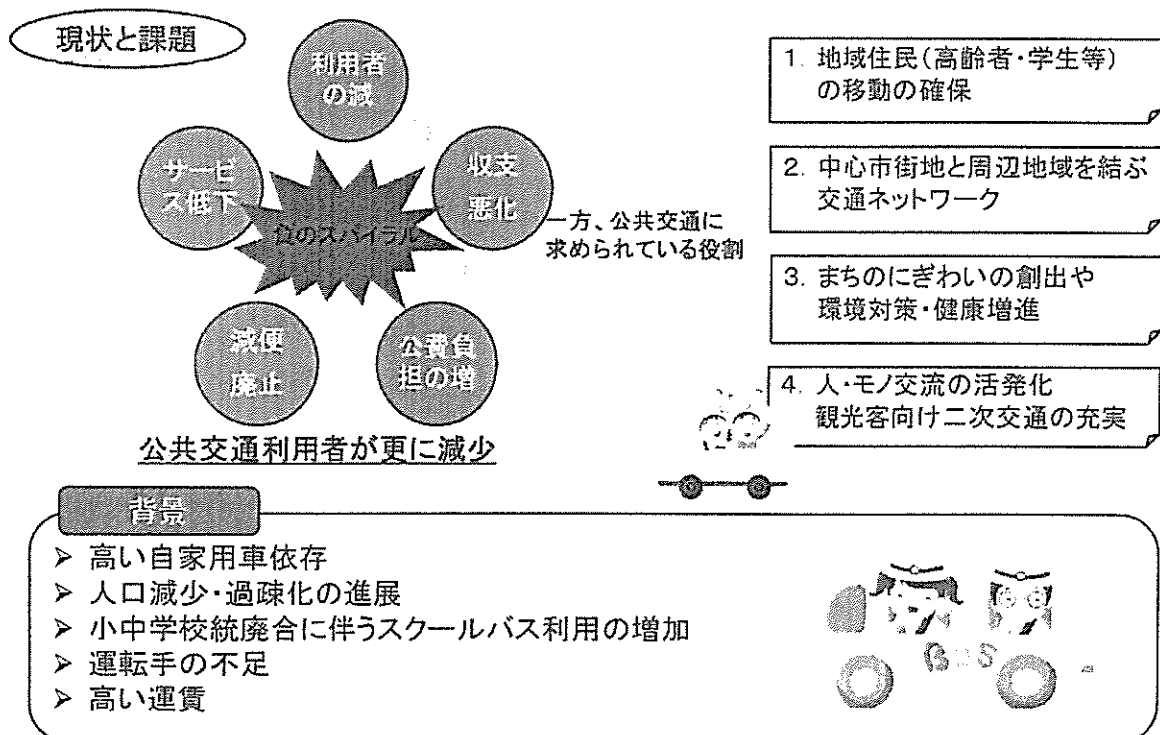 現状と課題
利用者
の減
サービ
ス低下
収支
悪化
負のスパイラル
減便
廃止
公費負
担の増
公共交通利用者が更に減少
一方、公共交通に
求められている役割
1. 地域住民(高齢者・学生等)
の移動の確保
2. 中心市街地と周辺地域を結ぶ
交通ネットワーク
3. まちのにぎわいの創出や
環境対策・健康増進
4. 人・モノ交流の活発化
観光客向け二次交通の充実
背景
➢ 高い自家用車依存
➢ 人口減少・過疎化の進展
➢ 小中学校統廃合に伴うスクールバス利用の増加
➢ 運転手の不足
➢ 高い運賃
BUS